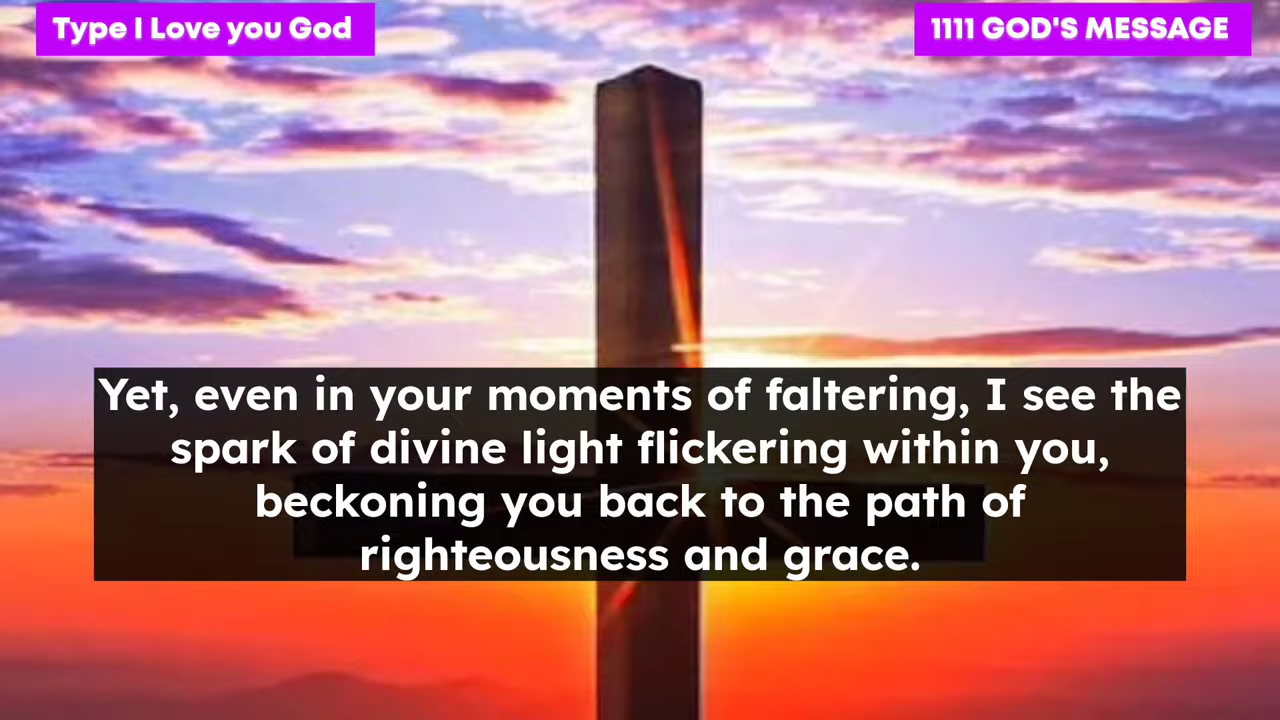 Type I Love you God
1111 GOD'S MESSAGE
Yet, even in your moments of faltering, I see the
spark of divine light flickering within you,
beckoning you back to the path of
righteousness and grace.